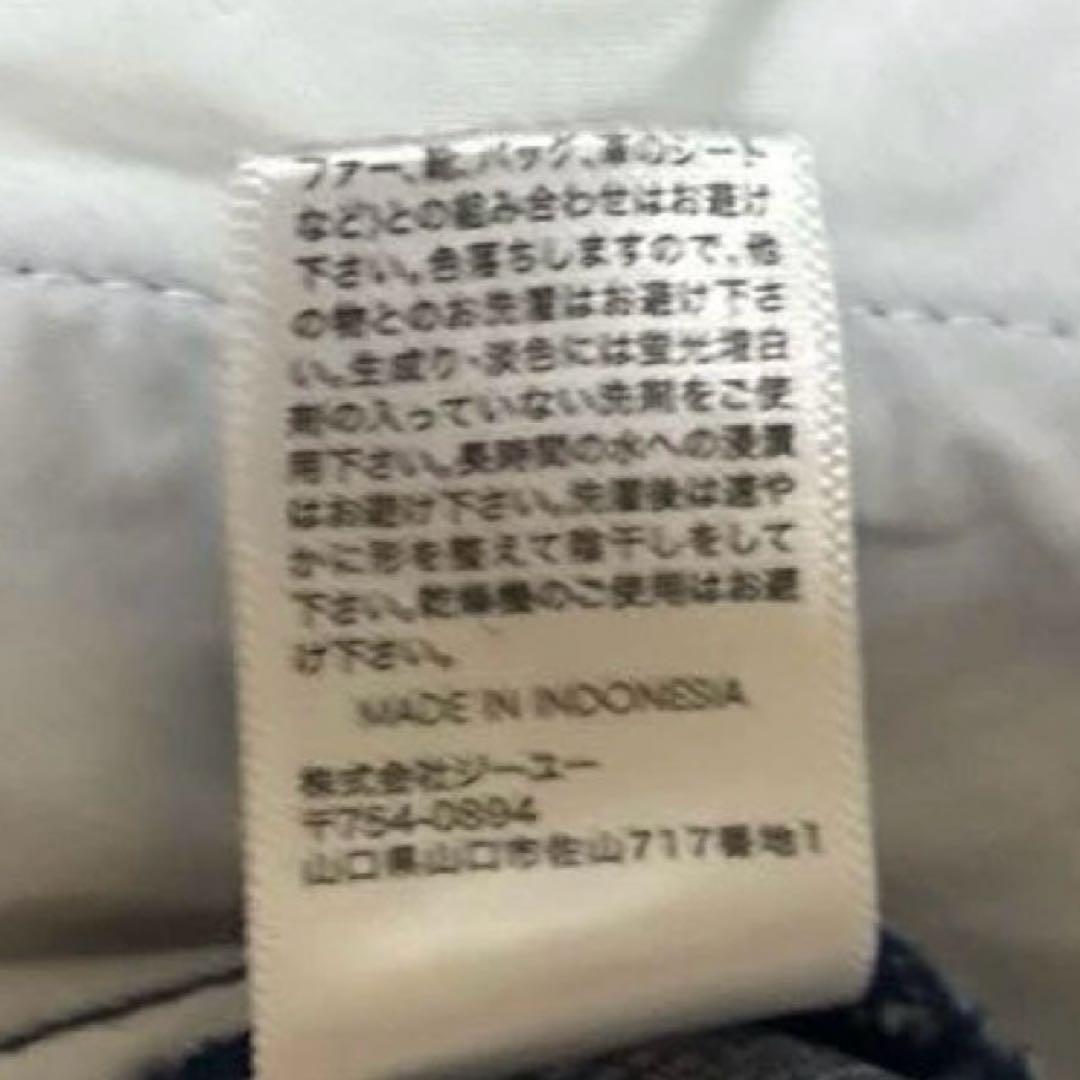 ファー、靴、バッグ、車のシート
など)との組み合わせはお避け
下さい。色落ちしますので、他
の物とのお洗濯はお避け下さ
い。生成り・淡色には蛍光増白
剤の入っていない洗剤をご使
用下さい。長時間の水への浸漬
はお避け下さい。洗濯後は速や
かに形を整えて陰干しをして
下さい。乾燥機のご使用はお避
け下さい。
MADE IN INDONESIA
株式会社ジーユー
〒754-0894
山口県山口市佐山717番地1